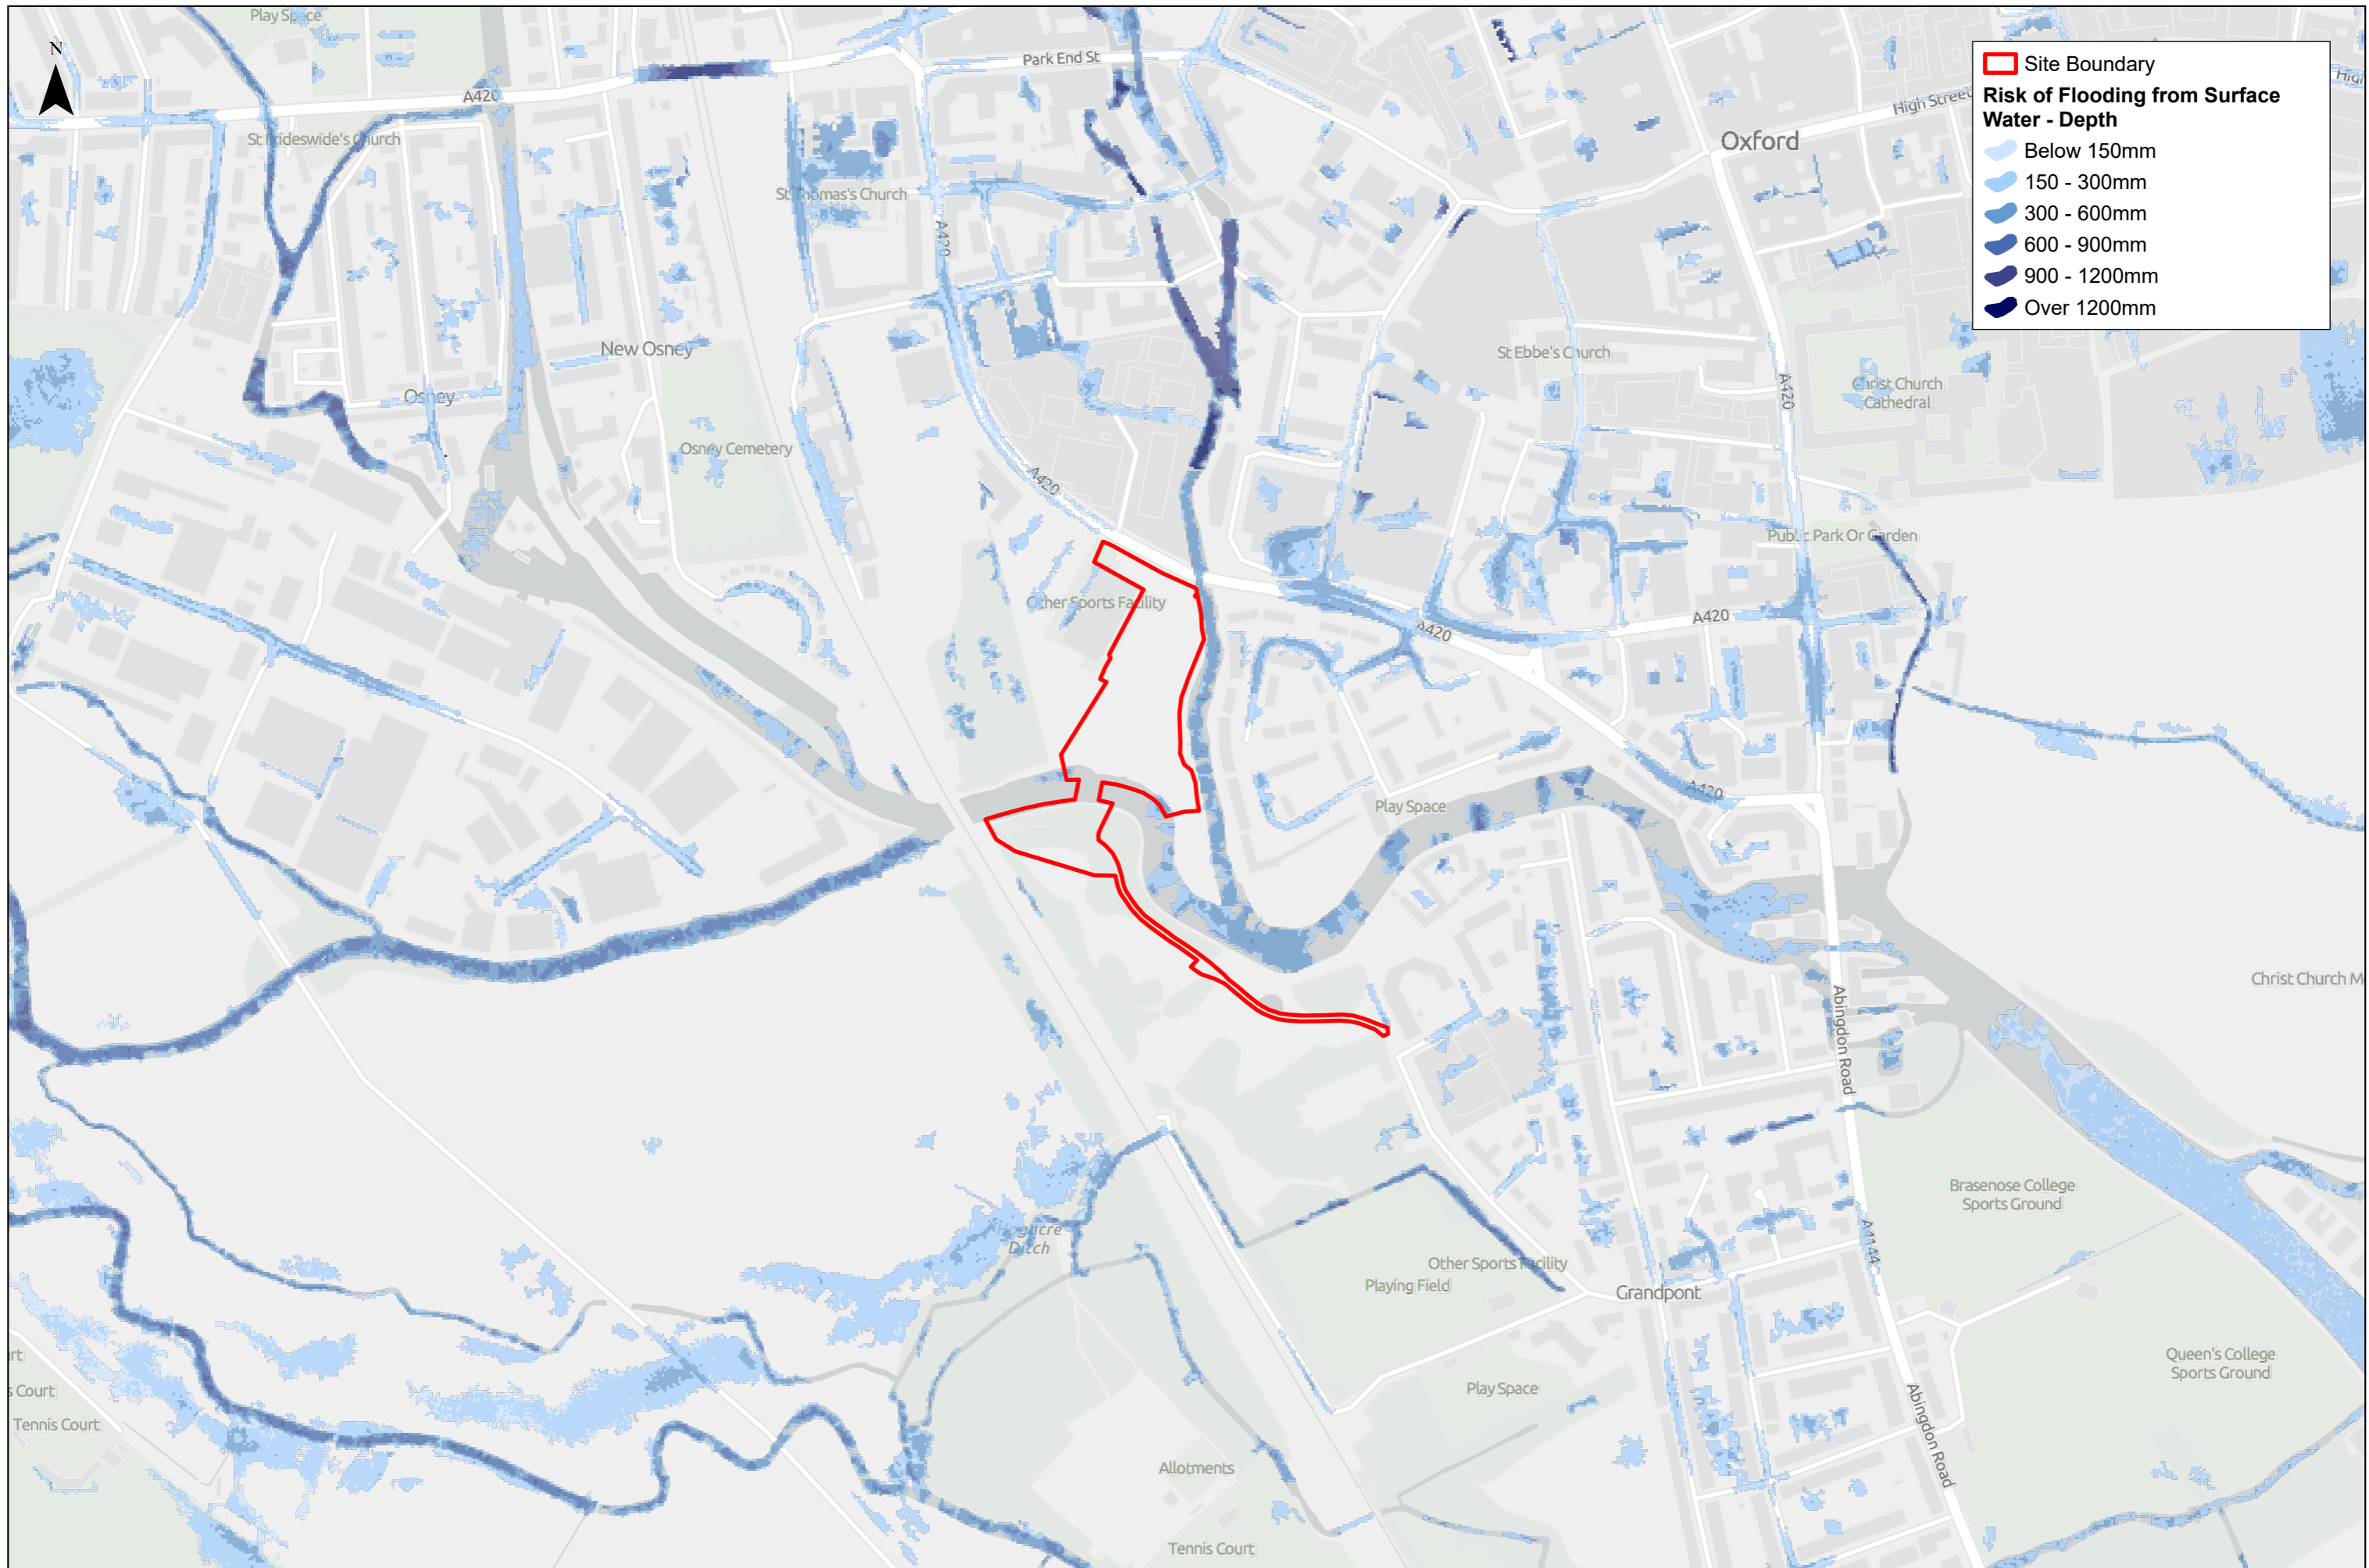 Play Space
N
Park End St
A420
St Frideswide's Church
St Thomas's Church
A420
Oxford
High Street
Site Boundary
Risk of Flooding from Surface
Water - Depth
Below 150mm
150 - 300mm
300 - 600mm
600 - 900mm
900 - 1200mm
Over 1200mm
New Osney
Osney
Osney Cemetery
St Ebbe's Church
A420
Christ Church
Cathedral
A420
Public Park Or Garden
Other Sports Facility
A420
A420
A420
Play Space
Christ Church M
Abingdon Road
Brasenose College
Sports Ground
Ditch
Other Sports Facility
Playing Field
Grandpont
A4144
Queen's College
Sports Ground
Court
Tennis Court
Play Space
Abingdon Road
Allotments
Tennis Court